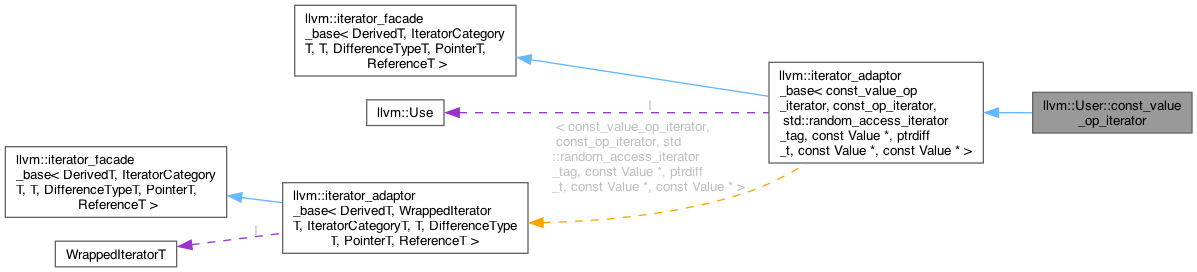 llvm::iterator_facade
_base< DerivedT, IteratorCategory
T, T, DifferenceTypeT, PointerT,
ReferenceT >
llvm::Use
l
llvm::iterator_adaptor
_base< const_value_op
_iterator, const_op_iterator,
std::random_access_iterator
_tag, const Value *, ptrdiff
_t, const Value *, const Value * >
llvm::User::const_value
_op_iterator
< const_value_op_iterator,
const_op_iterator, std
::random_access_iterator
_tag, const Value *, ptrdiff
_t, const Value *, const Value * >
llvm::iterator_facade
_base< DerivedT, IteratorCategory
T, T, DifferenceTypeT, PointerT,
ReferenceT >
llvm::iterator_adaptor
_base< DerivedT, WrappedIterator
T, IteratorCategoryT, T, DifferenceType
T, PointerT, ReferenceT >
I
WrappedIteratorT